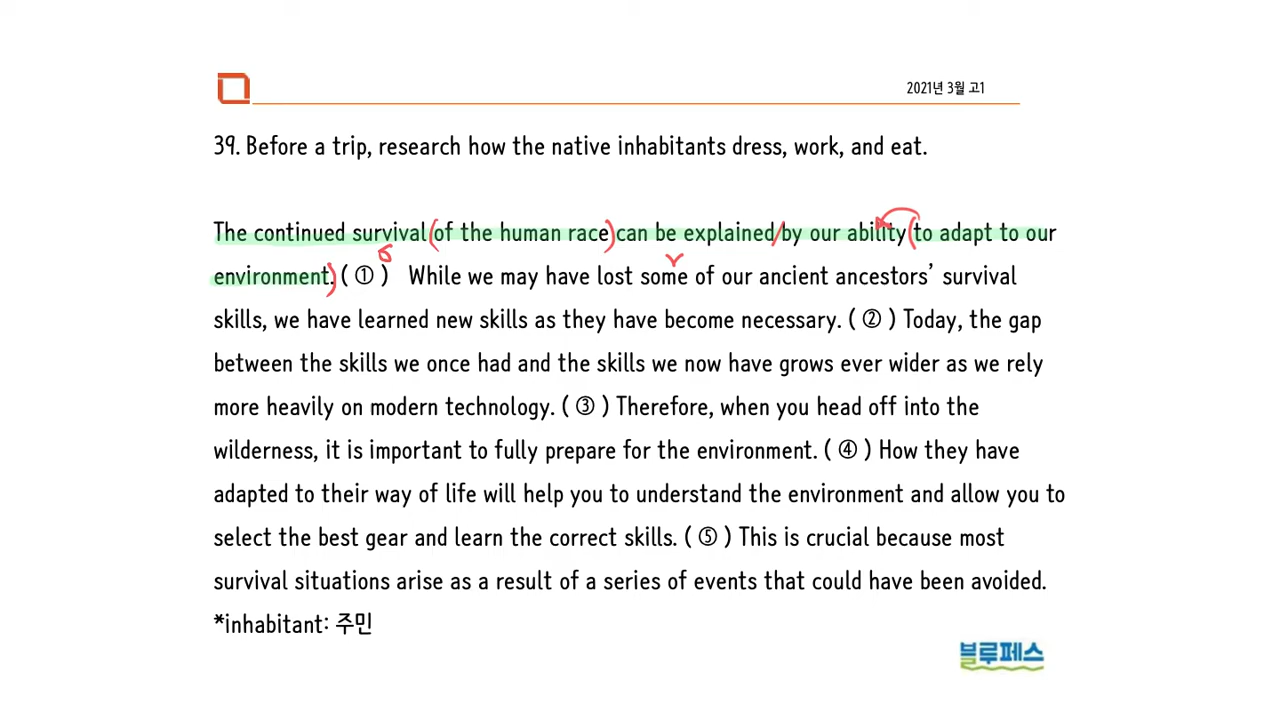 2021년 3월 고1
39. Before a trip, research how the native inhabitants dress, work, and eat.
The continued survival (of the human race) can be explained/by our ability (to adapt to our
environment.) ( ① ) While we may have lost some of our ancient ancestors’ survival
skills, we have learned new skills as they have become necessary. ( ② ) Today, the gap
between the skills we once had and the skills we now have grows ever wider as we rely
more heavily on modern technology. ( ③ ) Therefore, when you head off into the
wilderness, it is important to fully prepare for the environment. ( ④ ) How they have
adapted to their way of life will help you to understand the environment and allow you to
select the best gear and learn the correct skills. ( ⑤ ) This is crucial because most
survival situations arise as a result of a series of events that could have been avoided.
*inhabitant: 주민
블루페스